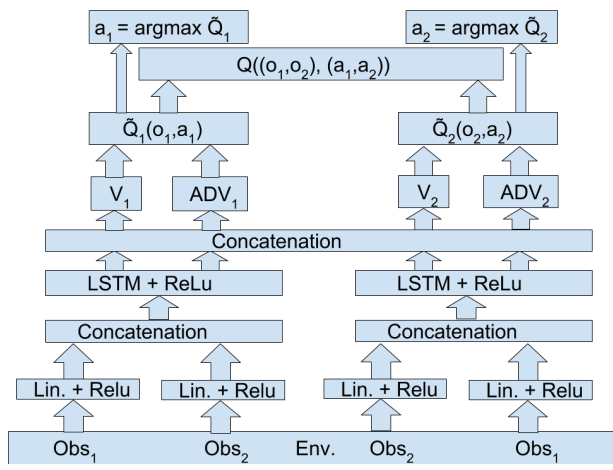 a₁ = argmax Q̃₁ a₂ = argmax Q̃₂
Q((o₁,o₂), (a₁,a₂))
Q̃₁(o₁,a₁) Q̃₂(o₂,a₂)
V₁ ADV₁ V₂ ADV₂
Concatenation
LSTM + ReLu LSTM + ReLu
Concatenation Concatenation
Lin. + Relu Lin. + Relu Lin. + Relu Lin. + Relu
Obs₁ Obs₂ Env. Obs₂ Obs₁